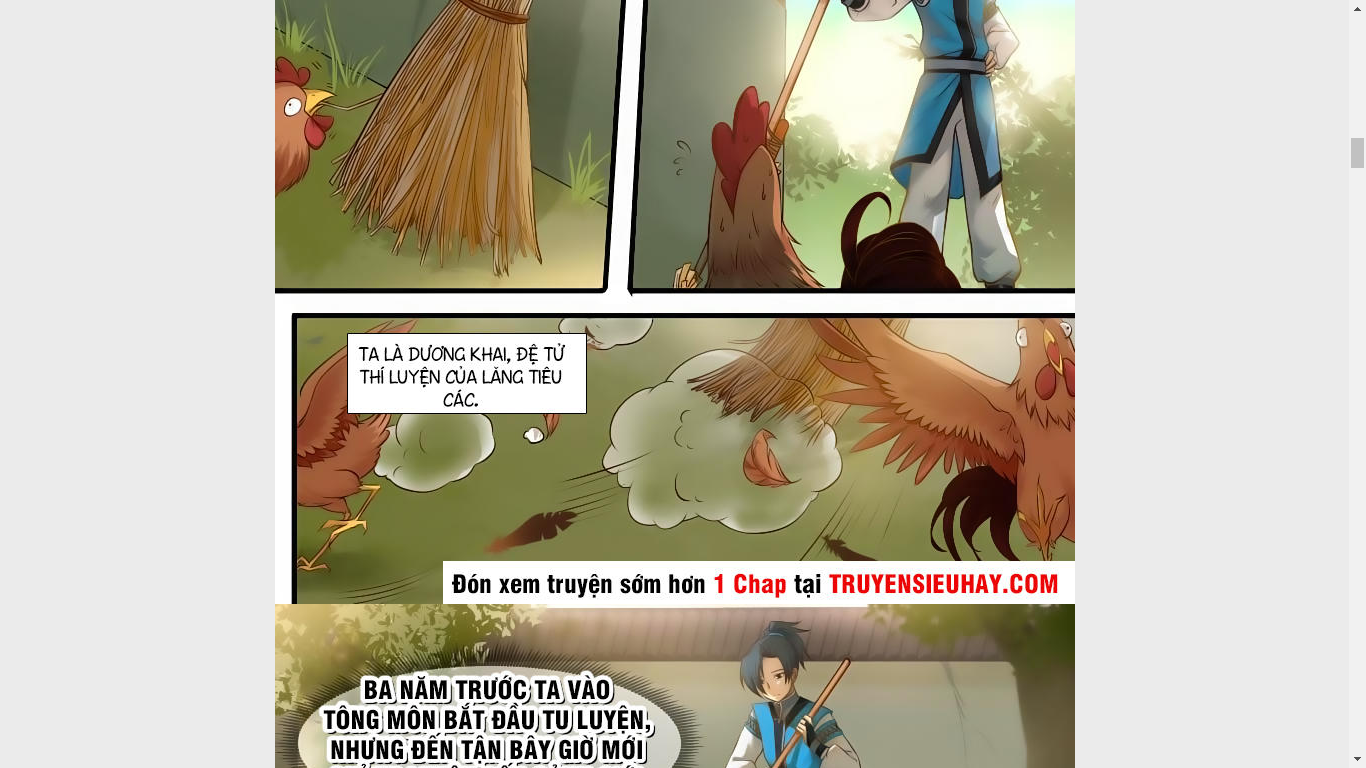 TA LÀ DƯƠNG KHAI, ĐỆ TỬ
THÍ LUYỆN CỦA LĂNG TIÊU
CÁC.
Đón xem truyện sớm hơn 1 Chap tại TRUYENSIEUHAY.COM
BA NĂM TRƯỚC TA VÀO
TÔNG MÔN BẮT ĐẦU TU LUYỆN,
NHƯNG ĐẾN TẬN BÂY GIỜ MỚI